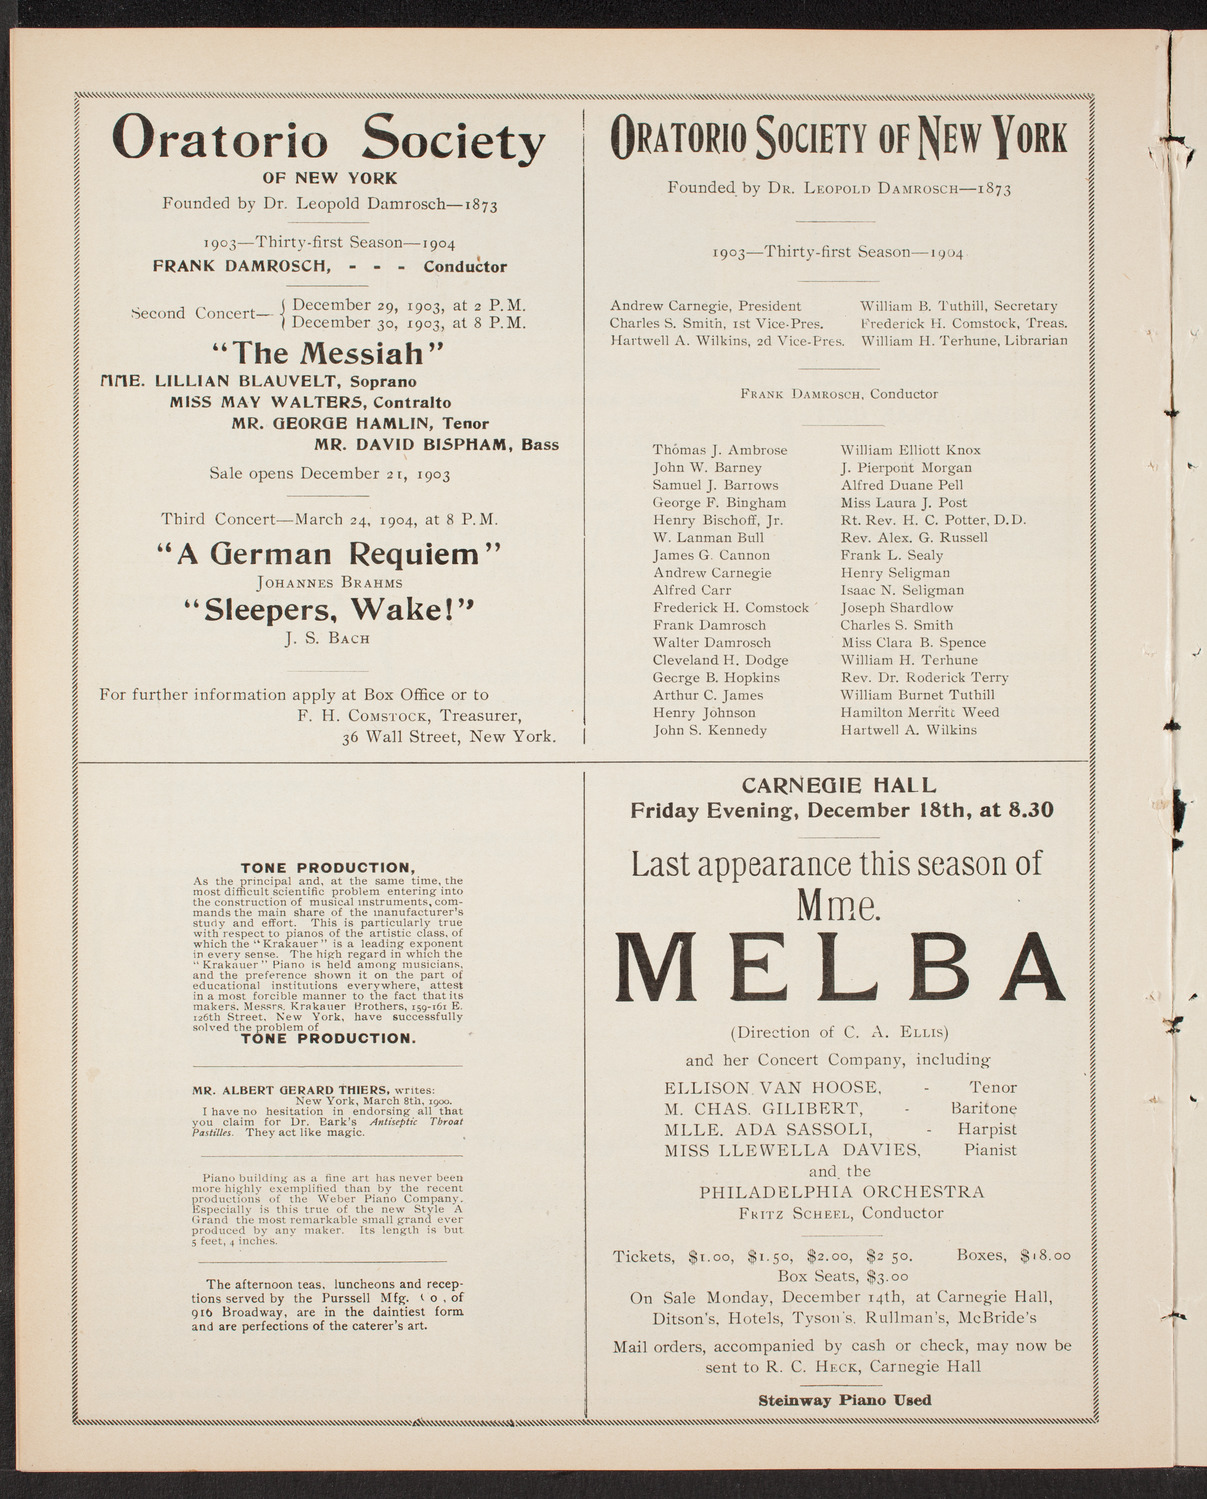 Oratorio Society
OF NEW YORK
Founded by Dr. Leopold Damrosch—1873
1903—Thirty-first Season—1904
FRANK DAMROSCH, - - - Conductor
Second Concert— { December 29, 1903, at 2 P.M.
{ December 30, 1903, at 8 P.M.
“The Messiah”
MME. LILLIAN BLAUVELT, Soprano
MISS MAY WALTERS, Contralto
MR. GEORGE HAMLIN, Tenor
MR. DAVID BISPHAM, Bass
Sale opens December 21, 1903
Third Concert—March 24, 1904, at 8 P.M.
“A German Requiem”
JOHANNES BRAHMS
“Sleepers, Wake!”
J. S. BACH
For further information apply at Box Office or to
F. H. COMSTOCK, Treasurer,
36 Wall Street, New York.
ORATORIO SOCIETY OF NEW YORK
Founded by DR. LEOPOLD DAMROSCH—1873
1903—Thirty-first Season—1904
Andrew Carnegie, President William B. Tuthill, Secretary
Charles S. Smith, 1st Vice-Pres. Frederick H. Comstock, Treas.
Hartwell A. Wilkins, 2d Vice-Pres. William H. Terhune, Librarian
FRANK DAMROSCH, Conductor
Thomas J. Ambrose William Elliott Knox
John W. Barney J. Pierpont Morgan
Samuel J. Barrows Alfred Duane Pell
George F. Bingham Miss Laura J. Post
Henry Bischoff, Jr. Rt. Rev. H. C. Potter, D.D.
W. Lanman Bull Rev. Alex. G. Russell
James G. Cannon Frank L. Sealy
Andrew Carnegie Henry Seligman
Alfred Carr Isaac N. Seligman
Frederick H. Comstock Joseph Shardlow
Frank Damrosch Charles S. Smith
Walter Damrosch Miss Clara B. Spence
Cleveland H. Dodge William H. Terhune
George B. Hopkins Rev. Dr. Roderick Terry
Arthur C. James William Burnet Tuthill
Henry Johnson Hamilton Merritt Weed
John S. Kennedy Hartwell A. Wilkins
TONE PRODUCTION,
As the principal and, at the same time, the
most difficult scientific problem entering into
the construction of musical instruments, com-
mands the main share of the manufacturer's
study and effort. This is particularly true
with respect to pianos of the artistic class, of
which the “Krakauer” is a leading exponent
in every sense. The high regard in which the
“Krakauer” Piano is held among musicians,
and the preference shown it on the part of
educational institutions everywhere, attest
in a most forcible manner to the fact that its
makers, Messrs. Krakauer Brothers, 159-161 E.
126th Street, New York, have successfully
solved the problem of
TONE PRODUCTION.
MR. ALBERT GERARD THIERS, writes:
New York, March 8th, 1900.
I have no hesitation in endorsing all that
you claim for Dr. Eark's Antiseptic Throat
Pastilles. They act like magic.
Piano building as a fine art has never been
more highly exemplified than by the recent
productions of the Weber Piano Company.
Especially is this true of the new Style A
Grand the most remarkable small grand ever
produced by any maker. Its length is but
5 feet, 4 inches.
The afternoon teas, luncheons and recep-
tions served by the Purssell Mfg. Co., of
916 Broadway, are in the daintiest form
and are perfections of the caterer's art.
CARNEGIE HALL
Friday Evening, December 18th, at 8.30
Last appearance this season of
Mme.
MELBA
(Direction of C. A. ELLIS)
and her Concert Company, including
ELLISON VAN HOOSE, - Tenor
M. CHAS. GILIBERT, - Baritone
MLLE. ADA SASSOLI, - Harpist
MISS LLEWELLA DAVIES, Pianist
and the
PHILADELPHIA ORCHESTRA
FRITZ SCHEEL, Conductor
Tickets, $1.00, $1.50, $2.00, $2 50. Boxes, $18.00
Box Seats, $3.00
On Sale Monday, December 14th, at Carnegie Hall,
Ditson's, Hotels, Tyson's, Rullman's, McBride's
Mail orders, accompanied by cash or check, may now be
sent to R. C. HECK, Carnegie Hall
Steinway Piano Used